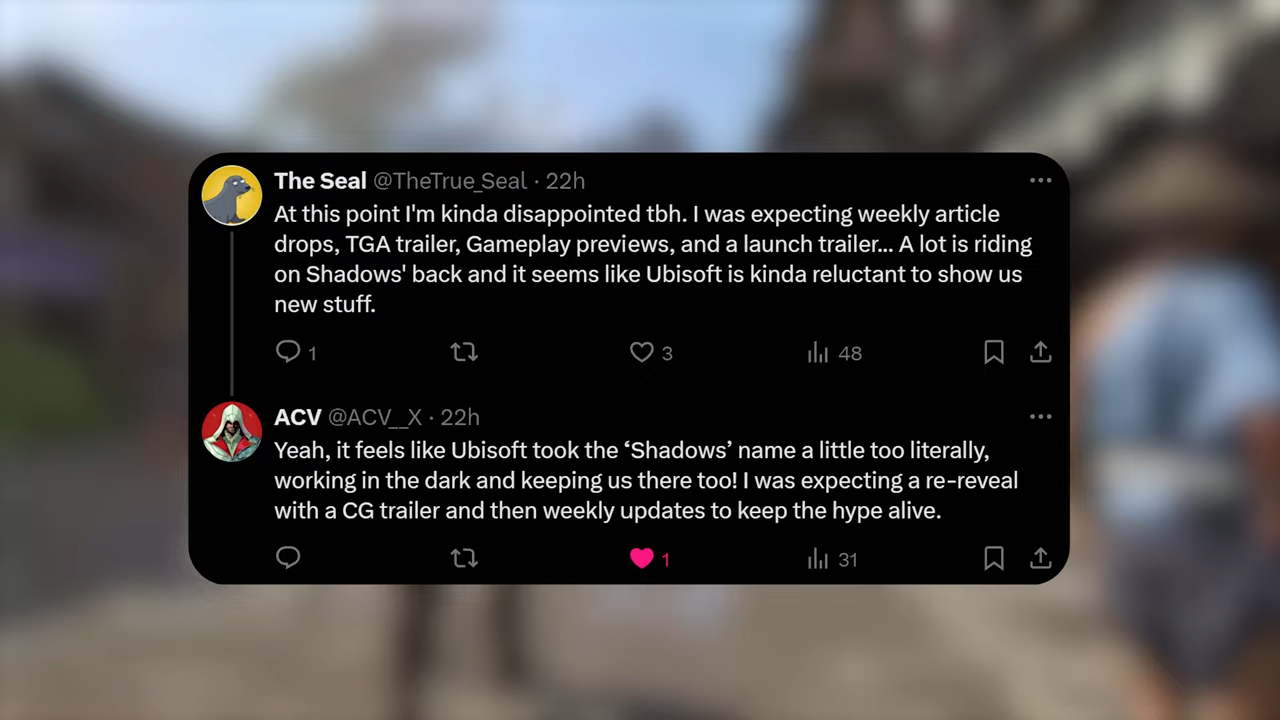 The Seal @TheTrue_Seal · 22h
At this point I'm kinda disappointed tbh. I was expecting weekly article
drops, TGA trailer, Gameplay previews, and a launch trailer... A lot is riding
on Shadows' back and it seems like Ubisoft is kinda reluctant to show us
new stuff.
1 3 48
ACV @ACV__X · 22h
Yeah, it feels like Ubisoft took the ‘Shadows’ name a little too literally,
working in the dark and keeping us there too! I was expecting a re-reveal
with a CG trailer and then weekly updates to keep the hype alive.
1 31